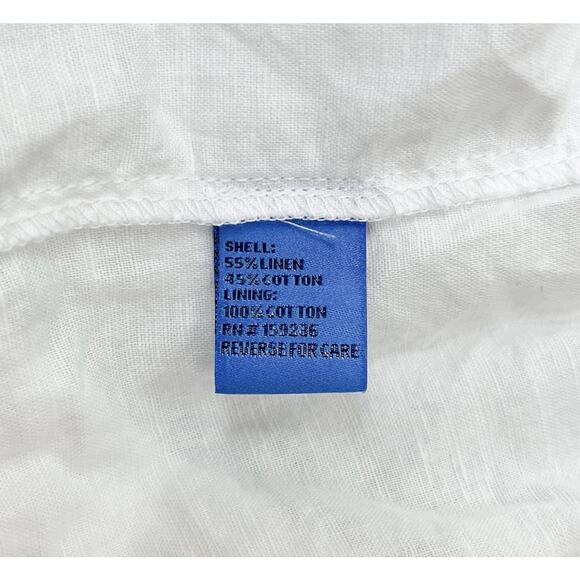 SHELL:
55% LINEN
45% COTTON
LINING:
100% COTTON
RN # 159236
REVERSE FOR CARE